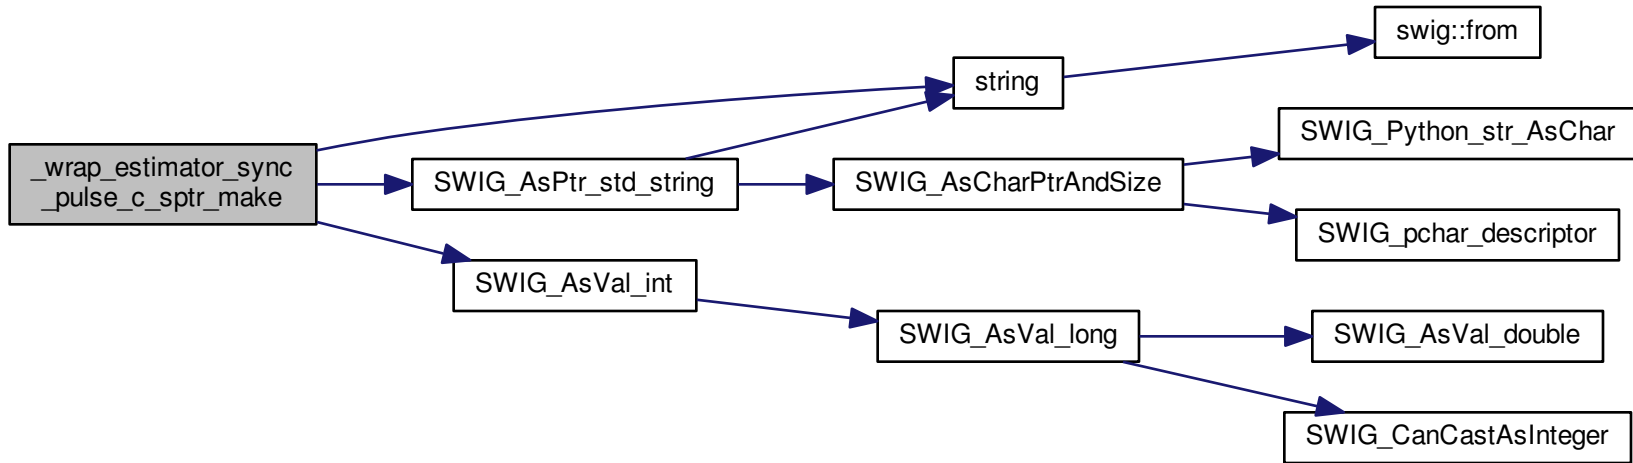 _wrap_estimator_sync
_pulse_c_sptr_make
string
swig::from
SWIG_AsPtr_std_string
SWIG_AsCharPtrAndSize
SWIG_Python_str_AsChar
SWIG_pchar_descriptor
SWIG_AsVal_int
SWIG_AsVal_long
SWIG_AsVal_double
SWIG_CanCastAsInteger